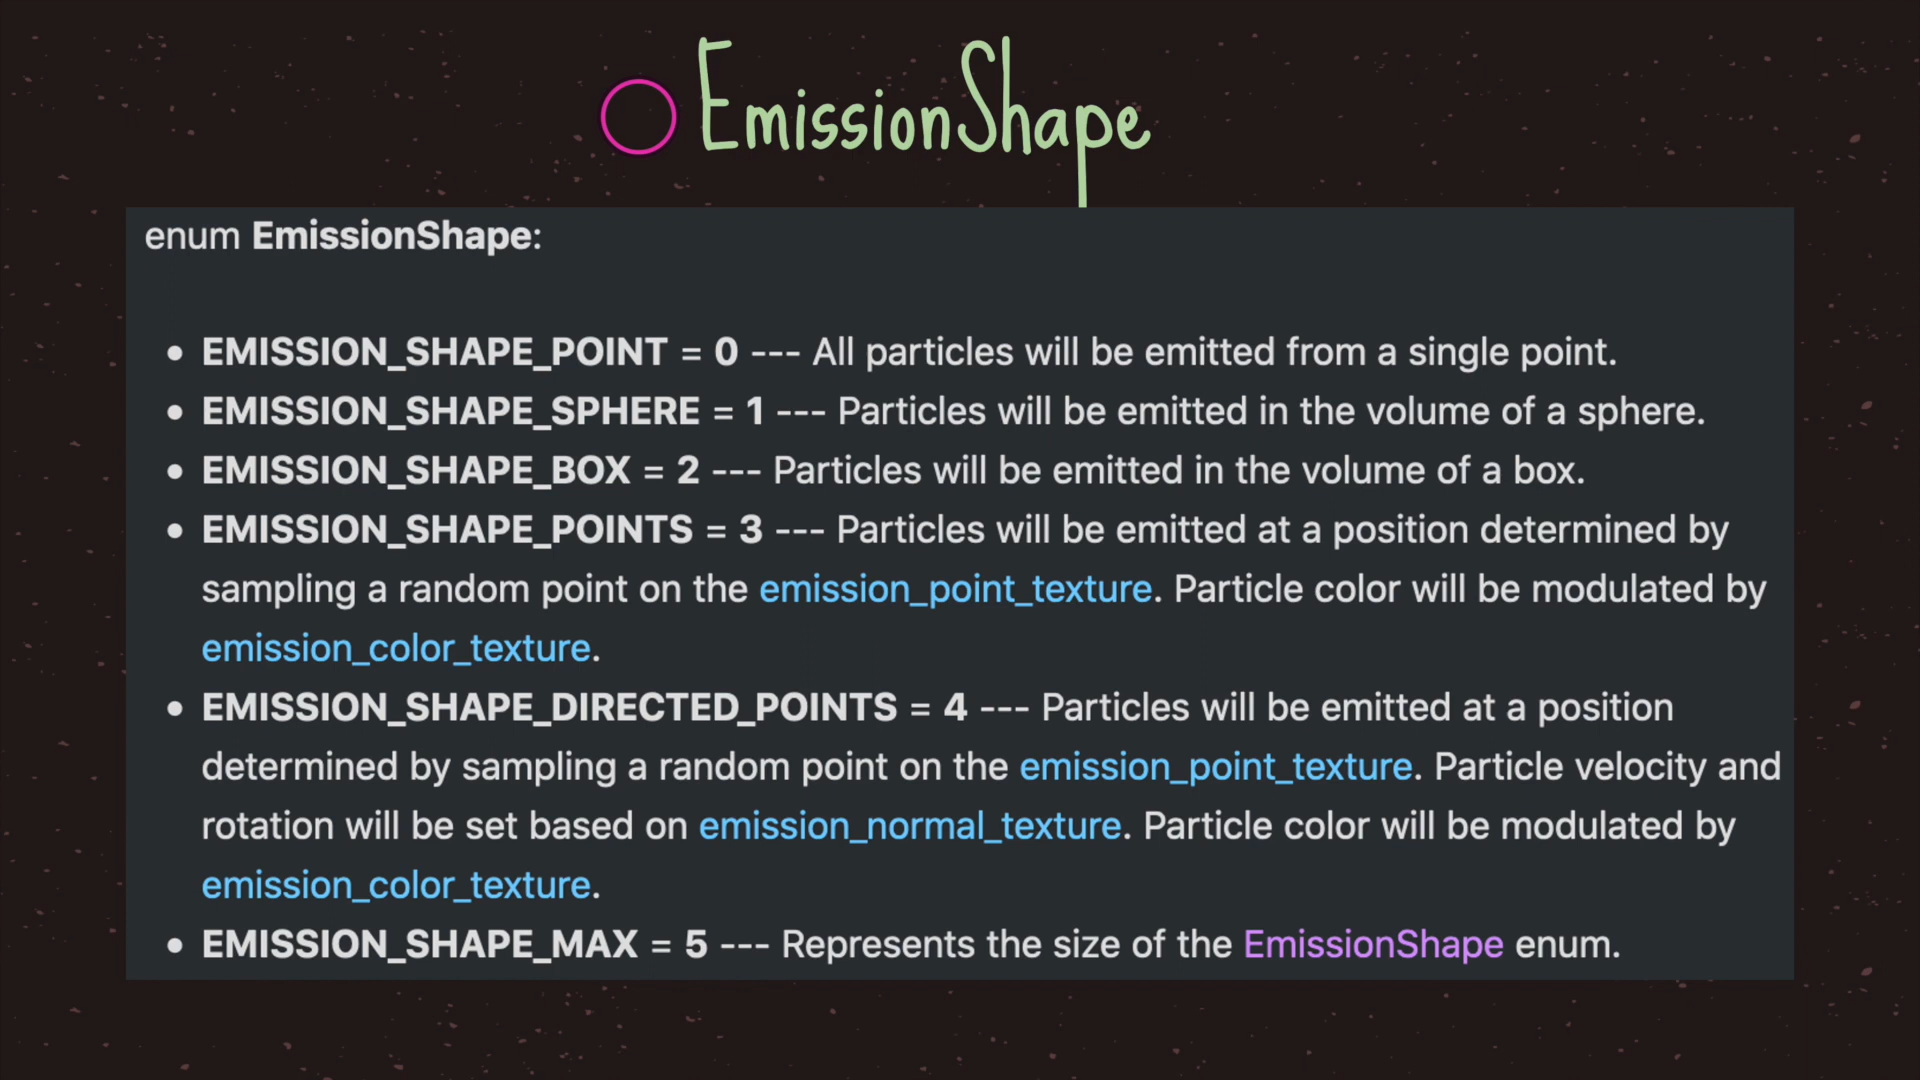 EmissionShape
enum EmissionShape:
• EMISSION_SHAPE_POINT = 0 --- All particles will be emitted from a single point.
• EMISSION_SHAPE_SPHERE = 1 --- Particles will be emitted in the volume of a sphere.
• EMISSION_SHAPE_BOX = 2 --- Particles will be emitted in the volume of a box.
• EMISSION_SHAPE_POINTS = 3 --- Particles will be emitted at a position determined by
sampling a random point on the emission_point_texture. Particle color will be modulated by
emission_color_texture.
• EMISSION_SHAPE_DIRECTED_POINTS = 4 --- Particles will be emitted at a position
determined by sampling a random point on the emission_point_texture. Particle velocity and
rotation will be set based on emission_normal_texture. Particle color will be modulated by
emission_color_texture.
• EMISSION_SHAPE_MAX = 5 --- Represents the size of the EmissionShape enum.